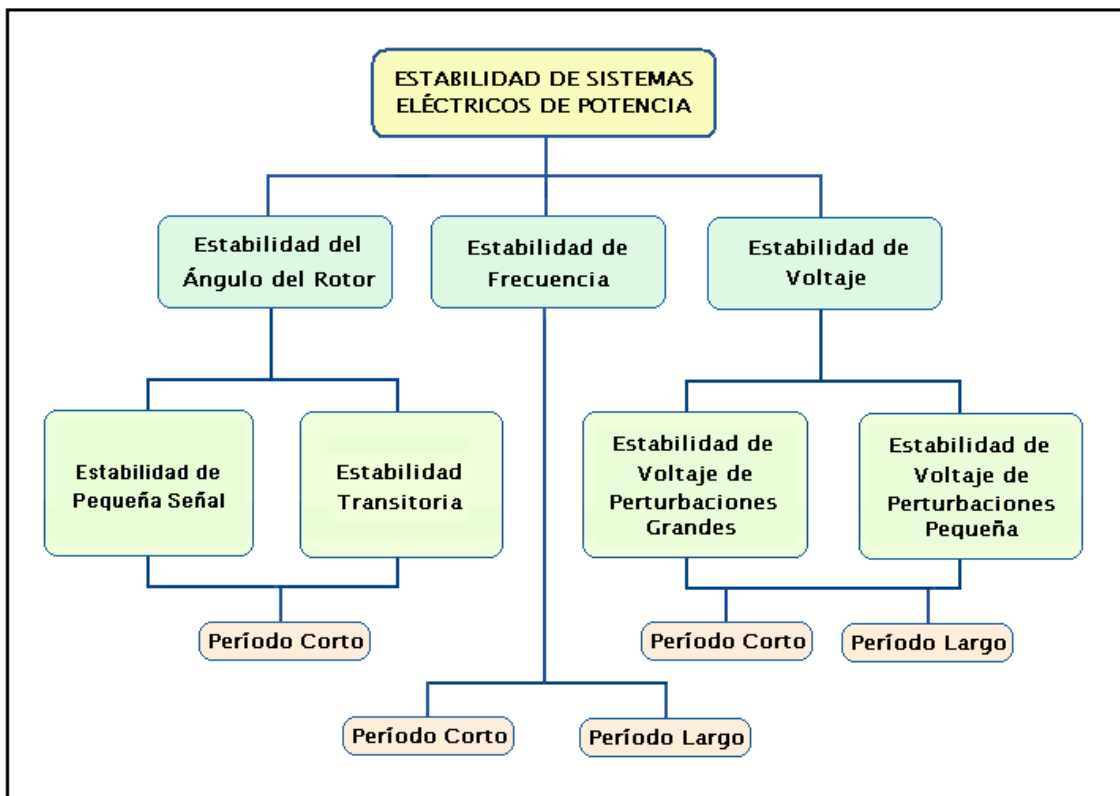 ESTABILIDAD DE SISTEMAS
ELÉCTRICOS DE POTENCIA
Estabilidad del
Ángulo del Rotor
Estabilidad de
Frecuencia
Estabilidad de
Voltaje
Estabilidad de
Pequeña Señal
Estabilidad
Transitoria
Estabilidad de
Voltaje de
Perturbaciones
Grandes
Estabilidad de
Voltaje de
Perturbaciones
Pequeña
Período Corto
Período Corto
Período Largo
Período Corto
Período Largo